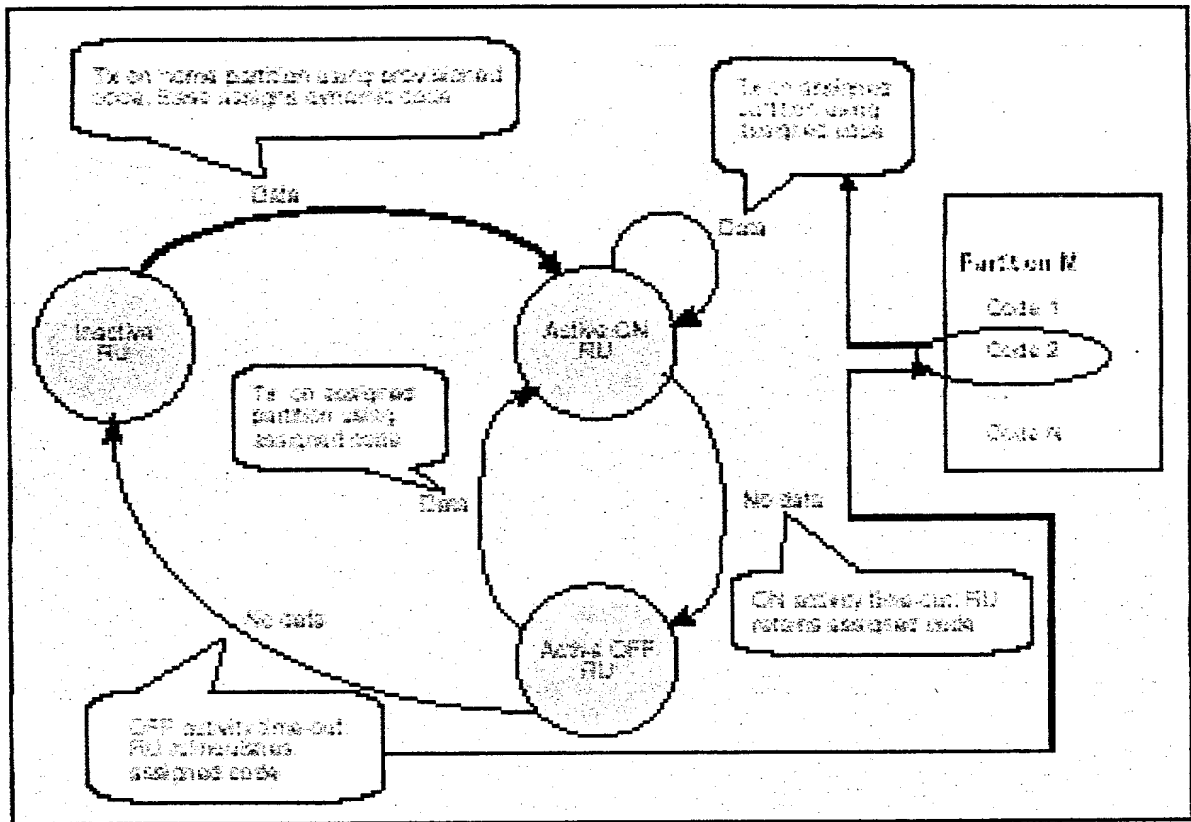 Tx on home partition using provisioned
code. Base assigns dynamic code
Tx on assigned
partition using
assigned code
Data
Data
Partition M
Code 1
Code 2
Code N
Inactive
RU
Active ON
RU
Tx on assigned
partition using
assigned code
Data
No data
ON activity time-out. RU
retains assigned code
No data
Active OFF
RU
OFF activity time-out.
RU
assigned code